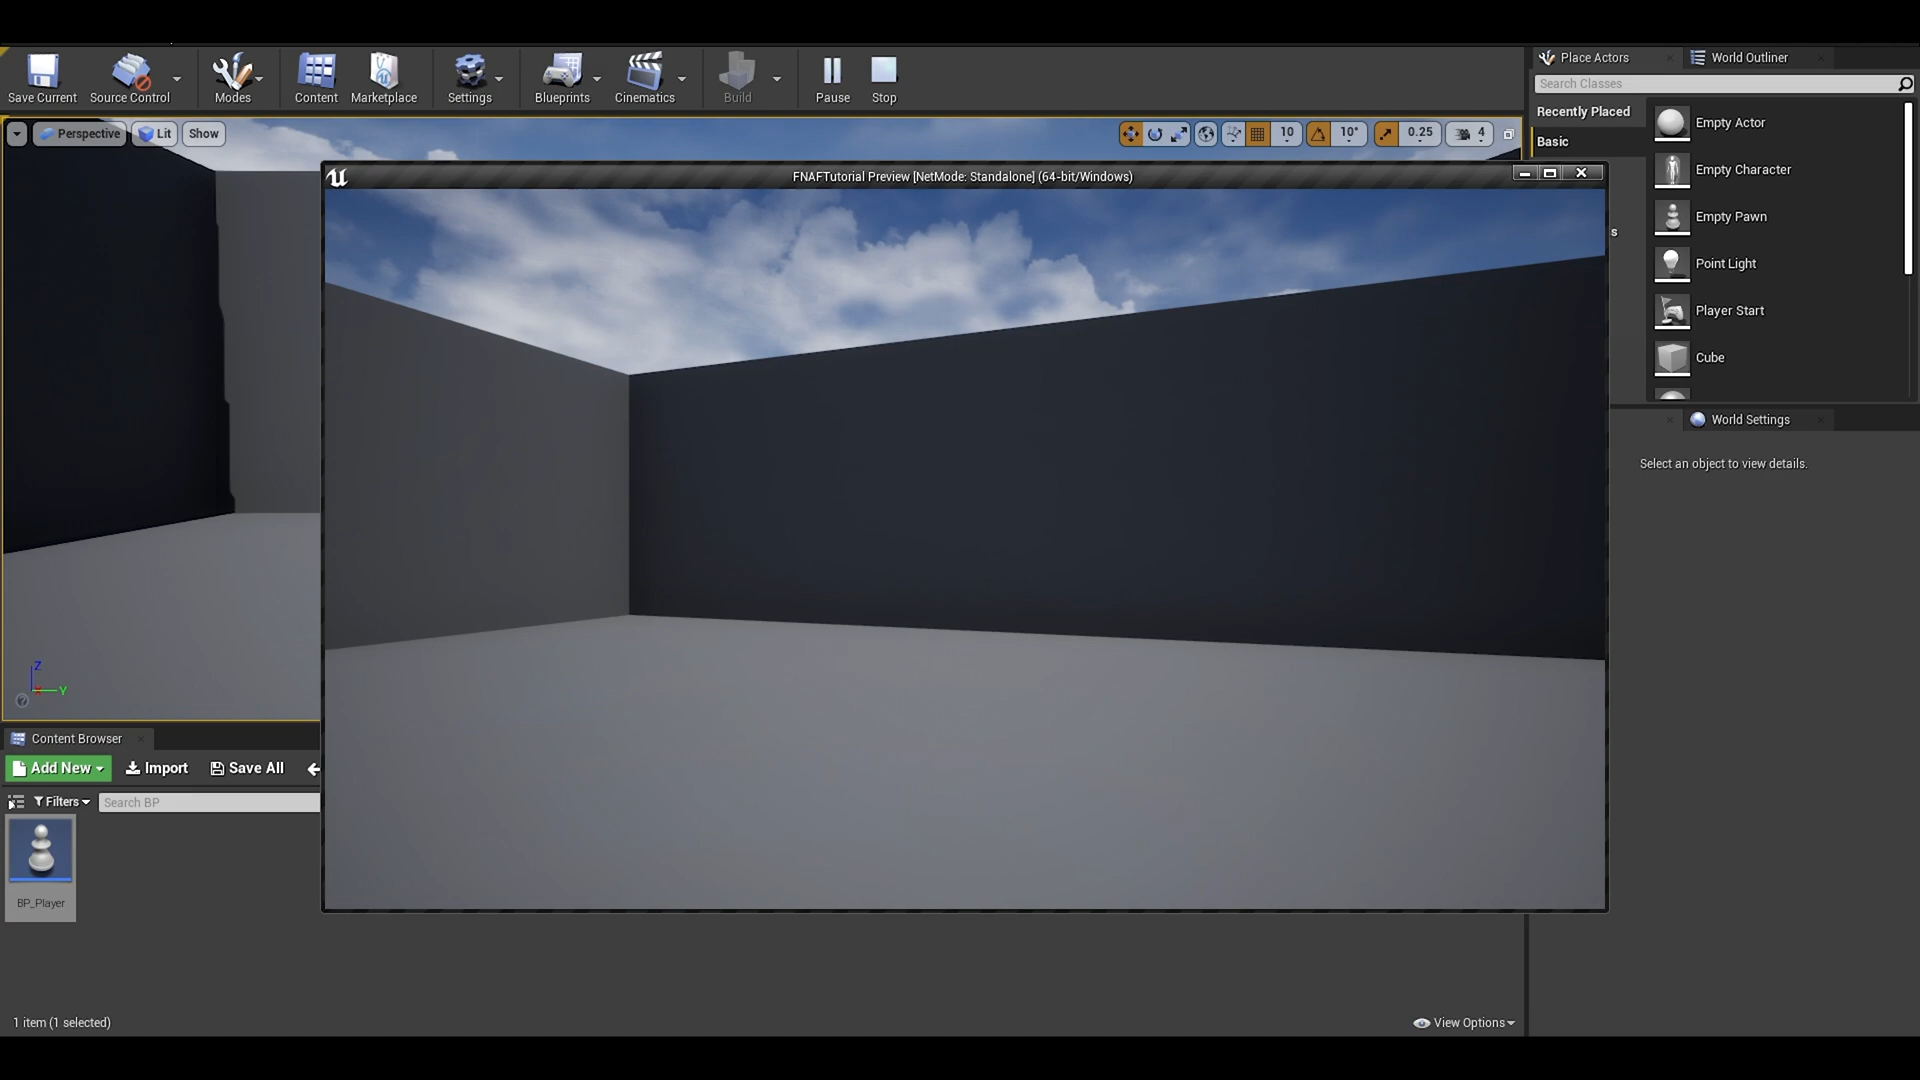 Save Current
Source Control
Modes
Content
Marketplace
Settings
Blueprints
Cinematics
Build
Pause
Stop
Place Actors
World Outliner
Search Classes
Recently Placed
Basic
s
Empty Actor
Empty Character
Empty Pawn
Point Light
Player Start
Cube
Perspective
Lit
Show
10
10°
0.25
4
FNAFTutorial Preview [NetMode: Standalone] (64-bit/Windows)
World Settings
Select an object to view details.
Z
X
Y
Content Browser
Add New
Import
Save All
Filters
Search BP
BP_Player
1 item (1 selected)
View Options